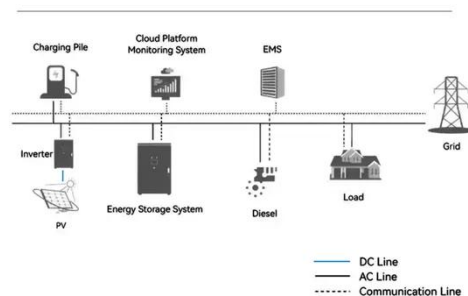 Charging Pile
Cloud Platform
Monitoring System
EMS
Grid
Inverter
PV
Energy Storage System
Diesel
Load
DC Line
AC Line
Communication Line